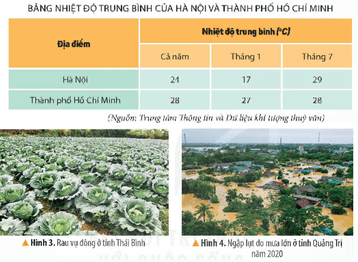 BẢNG NHIỆT ĐỘ TRUNG BÌNH CỦA HÀ NỘI VÀ THÀNH PHỐ HỒ CHÍ MINH
Địa điểm
Nhiệt độ trung bình (°C)
Cả năm Tháng 1 Tháng 7
Hà Nội 24 17 29
Thành phố Hồ Chí Minh 28 27 28
(Nguồn: Trung tâm Thông tin và Dữ liệu khí tượng thuỷ văn)
▲ Hình 3. Rau vụ đông ở tỉnh Thái Bình
▲ Hình 4. Ngập lụt do mưa lớn ở tỉnh Quảng Trị
năm 2020